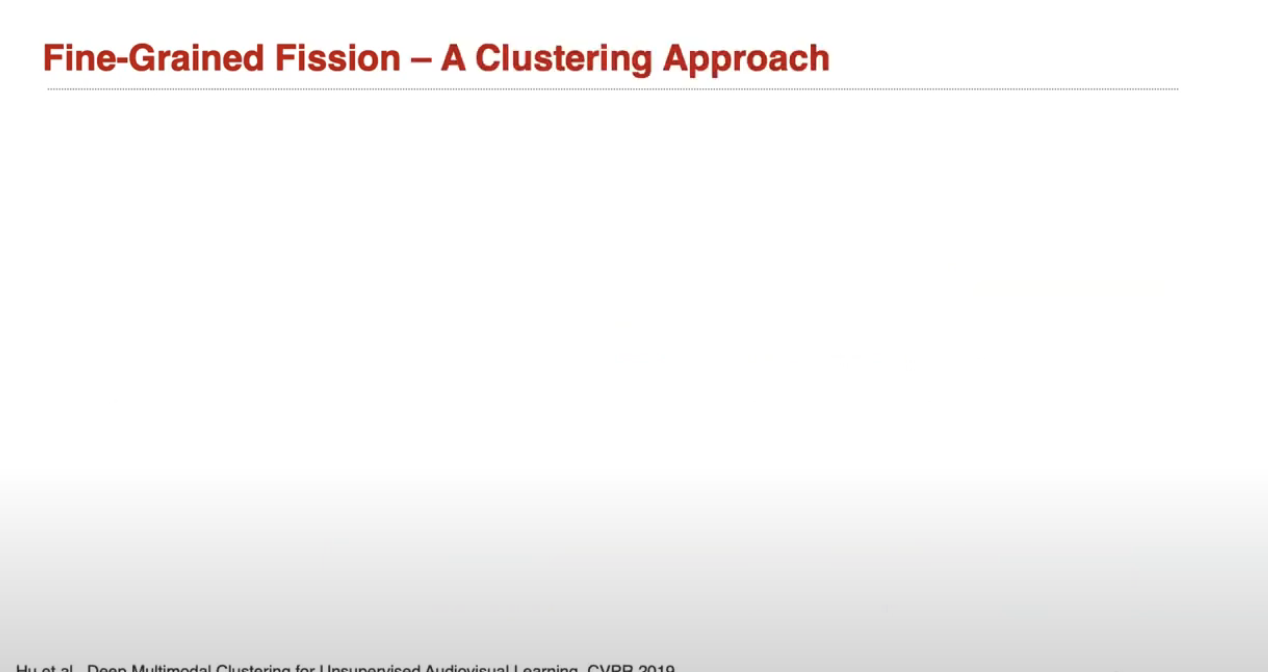 Fine-Grained Fission – A Clustering Approach
Hu et al., Deep Multimodal Clustering for Unsupervised Audiovisual Learning. CVPR 2019